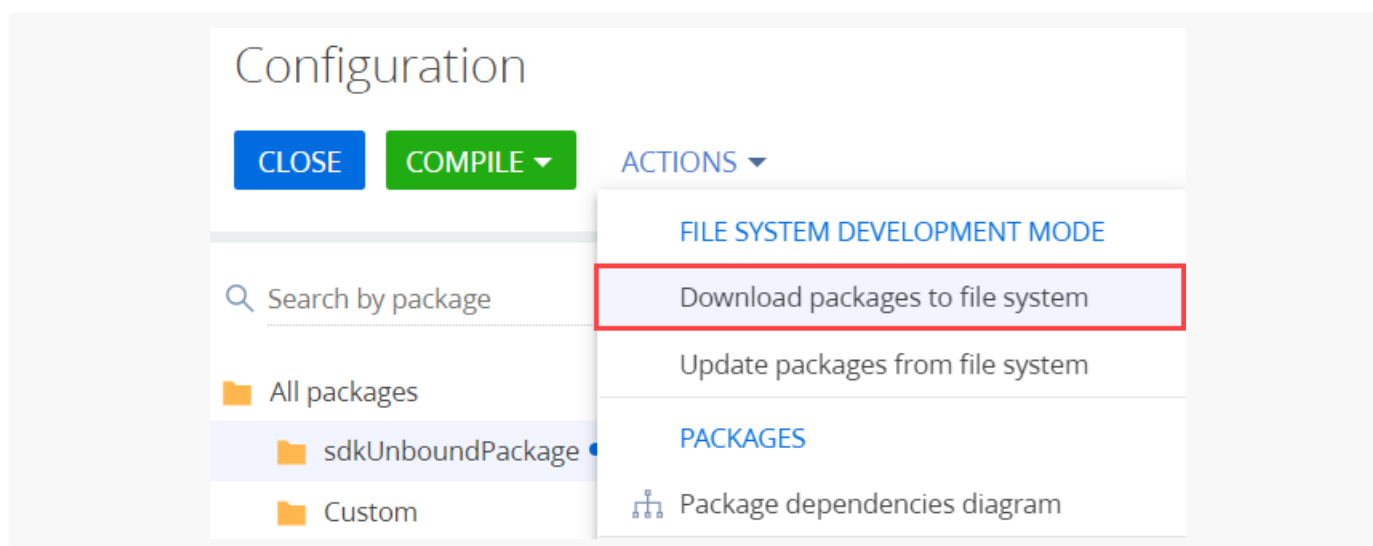 Configuration
CLOSE
COMPILE
ACTIONS
FILE SYSTEM DEVELOPMENT MODE
Search by package
Download packages to file system
Update packages from file system
All packages
PACKAGES
sdkUnboundPackage
Package dependencies diagram
Custom